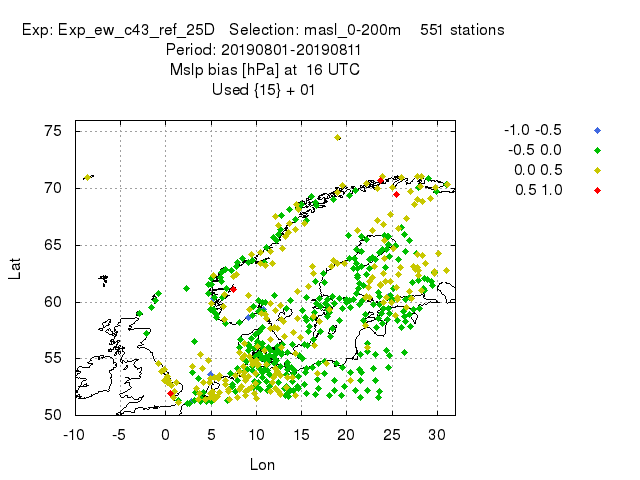 Exp: Exp_ew_c43_ref_25D Selection: masl_0-200m 551 stations
Period: 20190801-20190811
Mslp bias [hPa] at 16 UTC
Used {15} + 01
-1.0 -0.5
-0.5 0.0
0.0 0.5
0.5 1.0
75
70
65
60
55
50
Lat
-10 -5 0 5 10 15 20 25 30
Lon